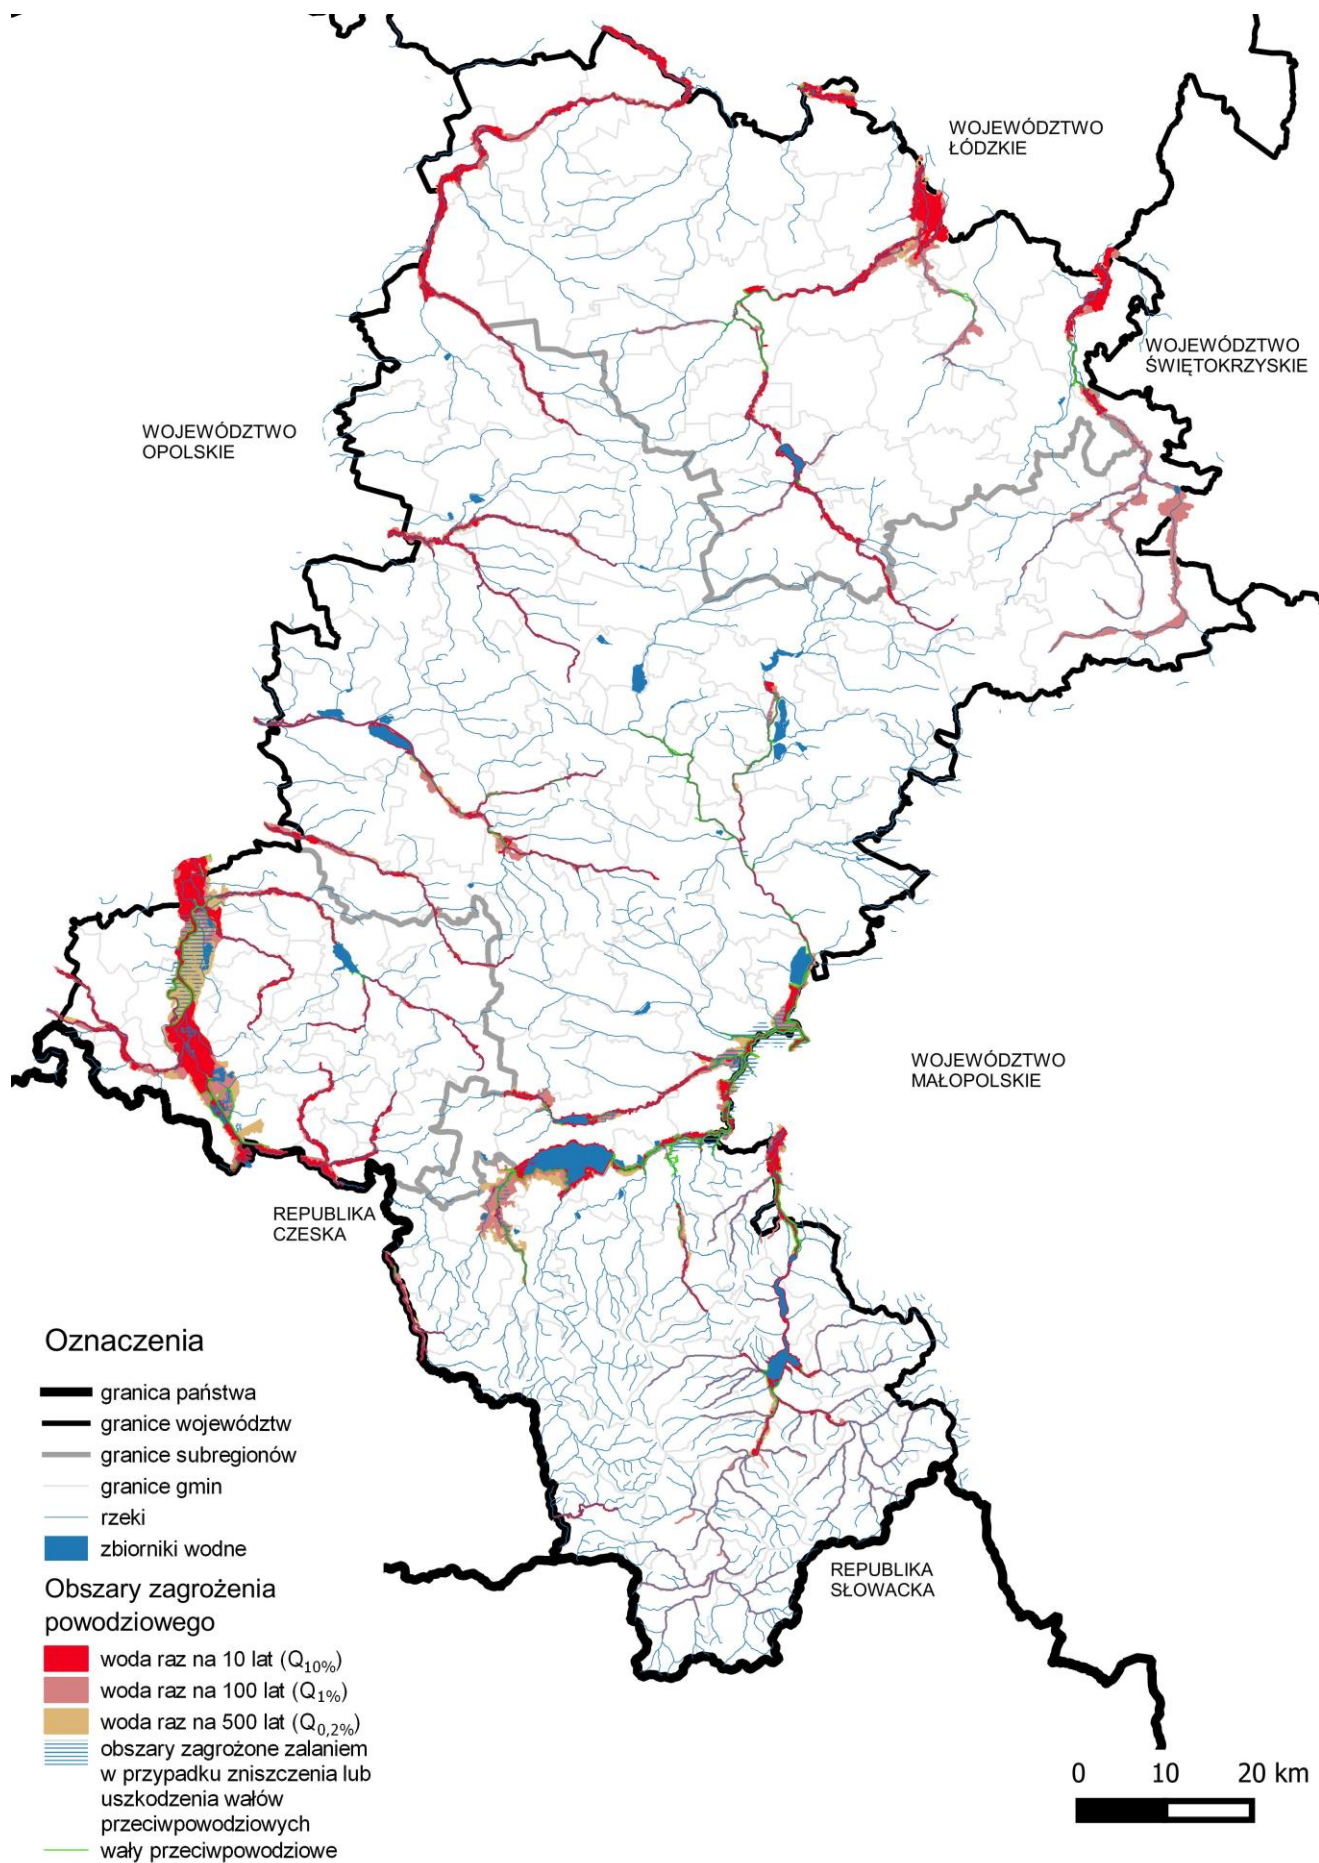 WOJEWÓDZTWO
ŁÓDZKIE
WOJEWÓDZTWO
ŚWIĘTOKRZYSKIE
WOJEWÓDZTWO
OPOLSKIE
WOJEWÓDZTWO
MAŁOPOLSKIE
REPUBLIKA
CZESKA
REPUBLIKA
SŁOWACKA
Oznaczenia
granica państwa
granice województw
granice subregionów
granice gmin
rzeki
zbiorniki wodne
Obszary zagrożenia
powodziowego
woda raz na 10 lat (Q10%)
woda raz na 100 lat (Q1%)
woda raz na 500 lat (Q0,2%)
obszary zagrożone zalaniem
w przypadku zniszczenia lub
uszkodzenia wałów
przeciwpowodziowych
wały przeciwpowodziowe
0 10 20 km